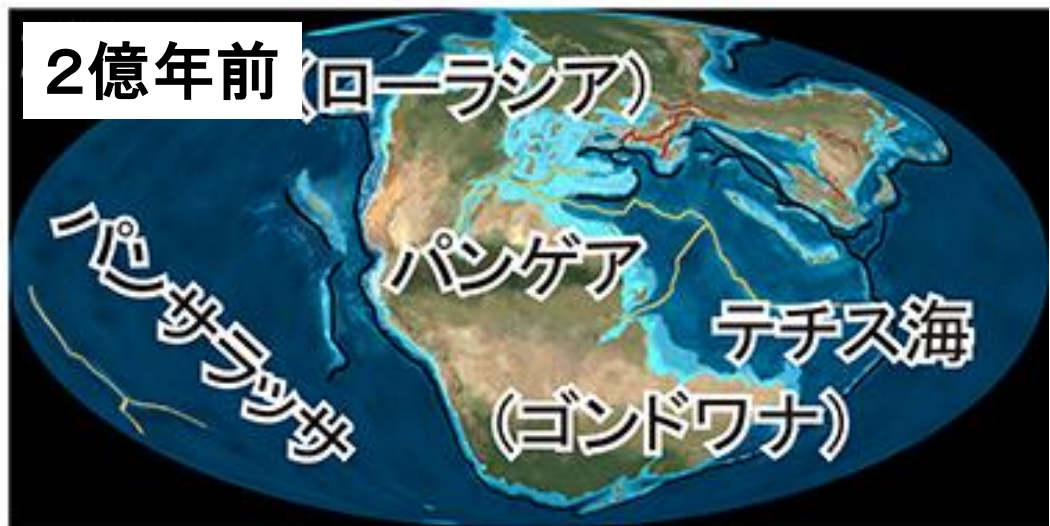 ２億年前
（ローラシア）
パンサラッサ
パンゲア
テチス海
（ゴンドワナ）